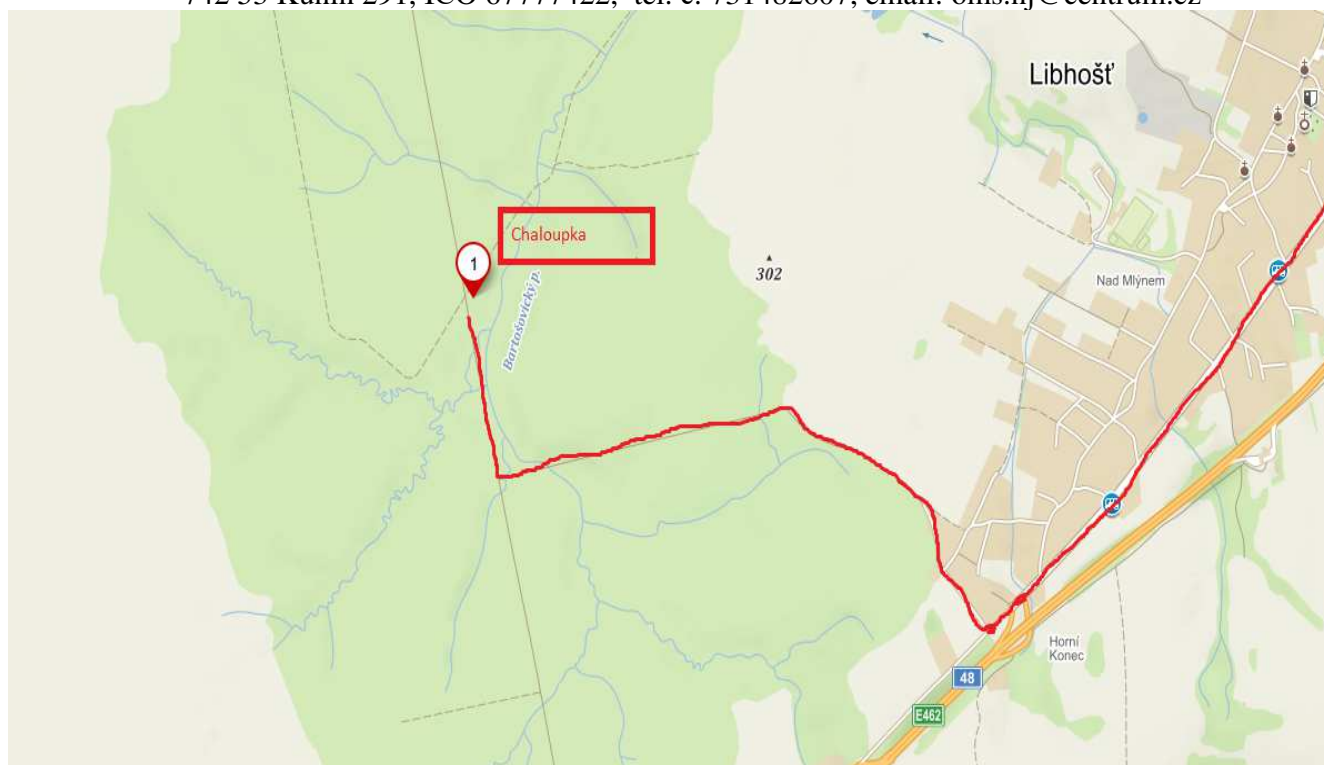 Libhošť
Chaloupka
1
302
Nad Mlýnem
Bartošovický p.
Horní
Konec
48
E462